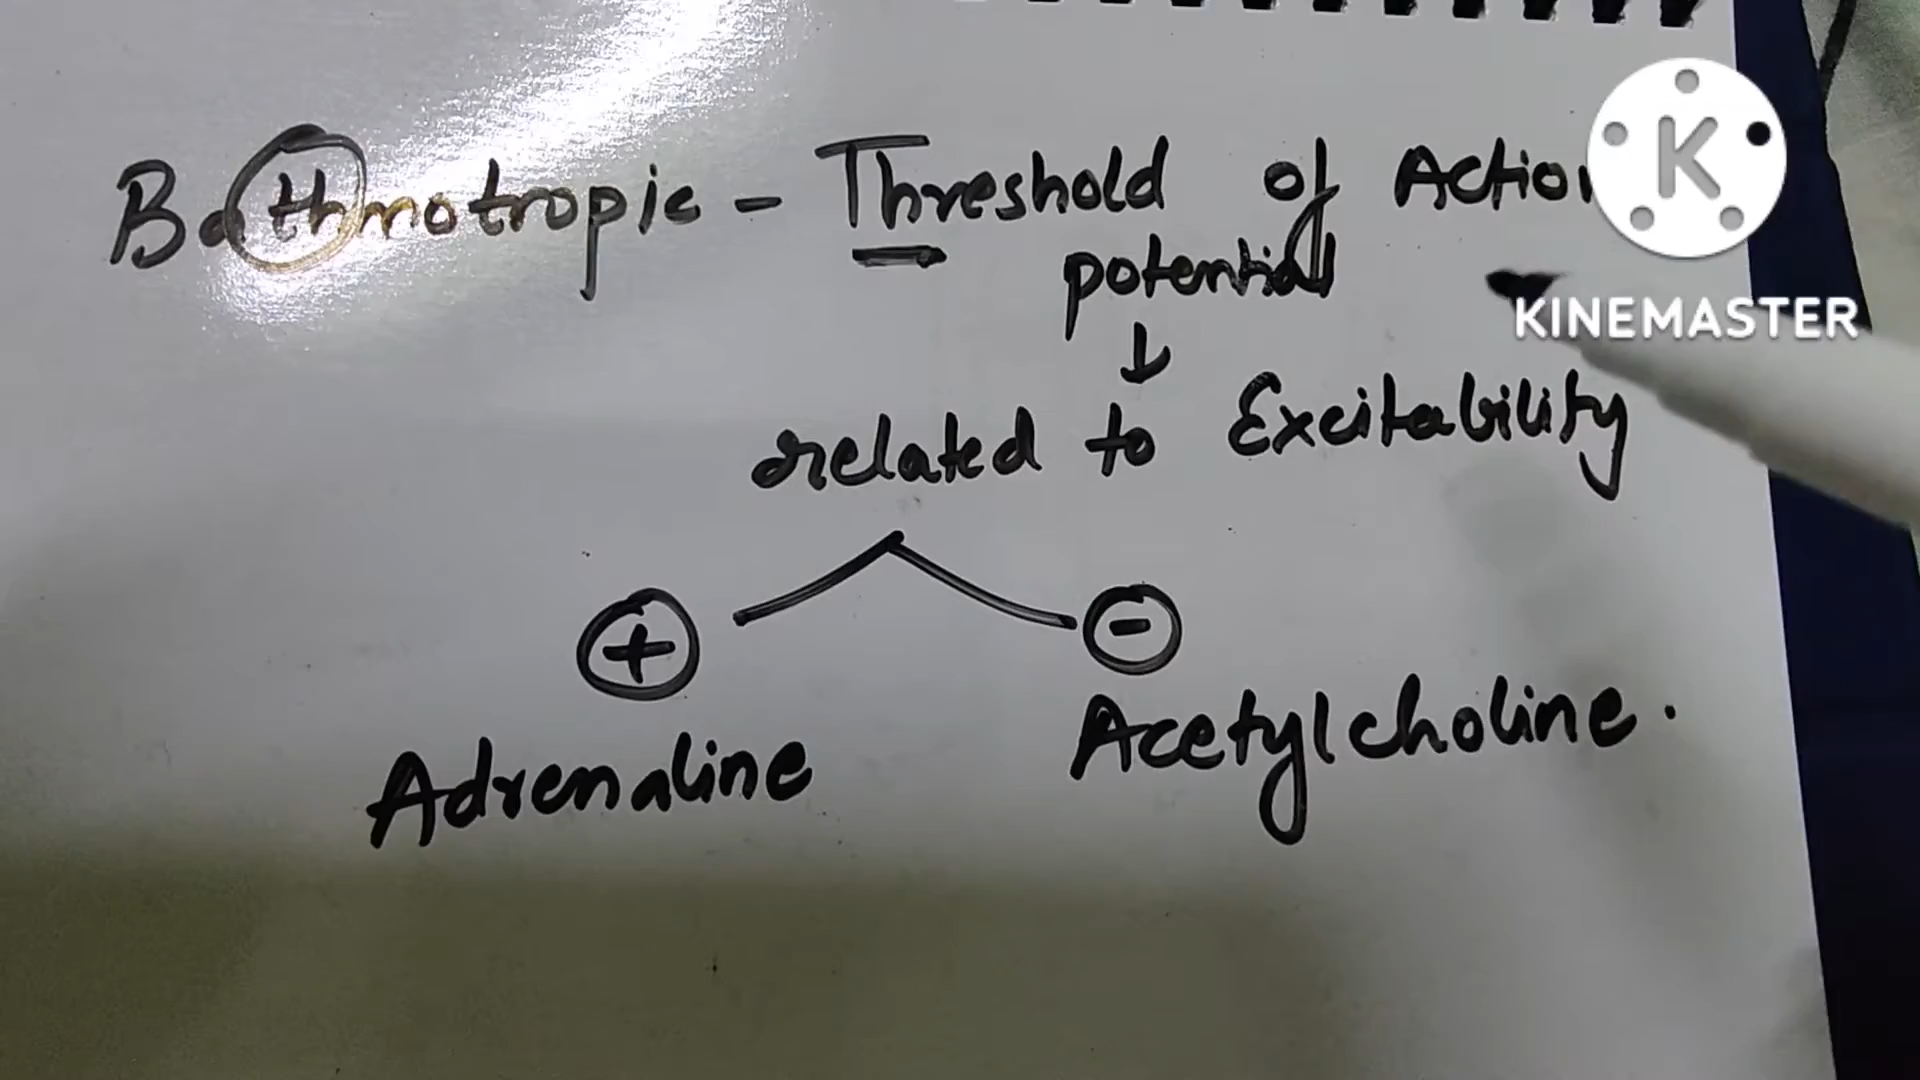 Bathmotropic - Threshold of Action
potential
↓
related to Excitability
+ -
Adrenaline Acetylcholine.
K
KINEMASTER